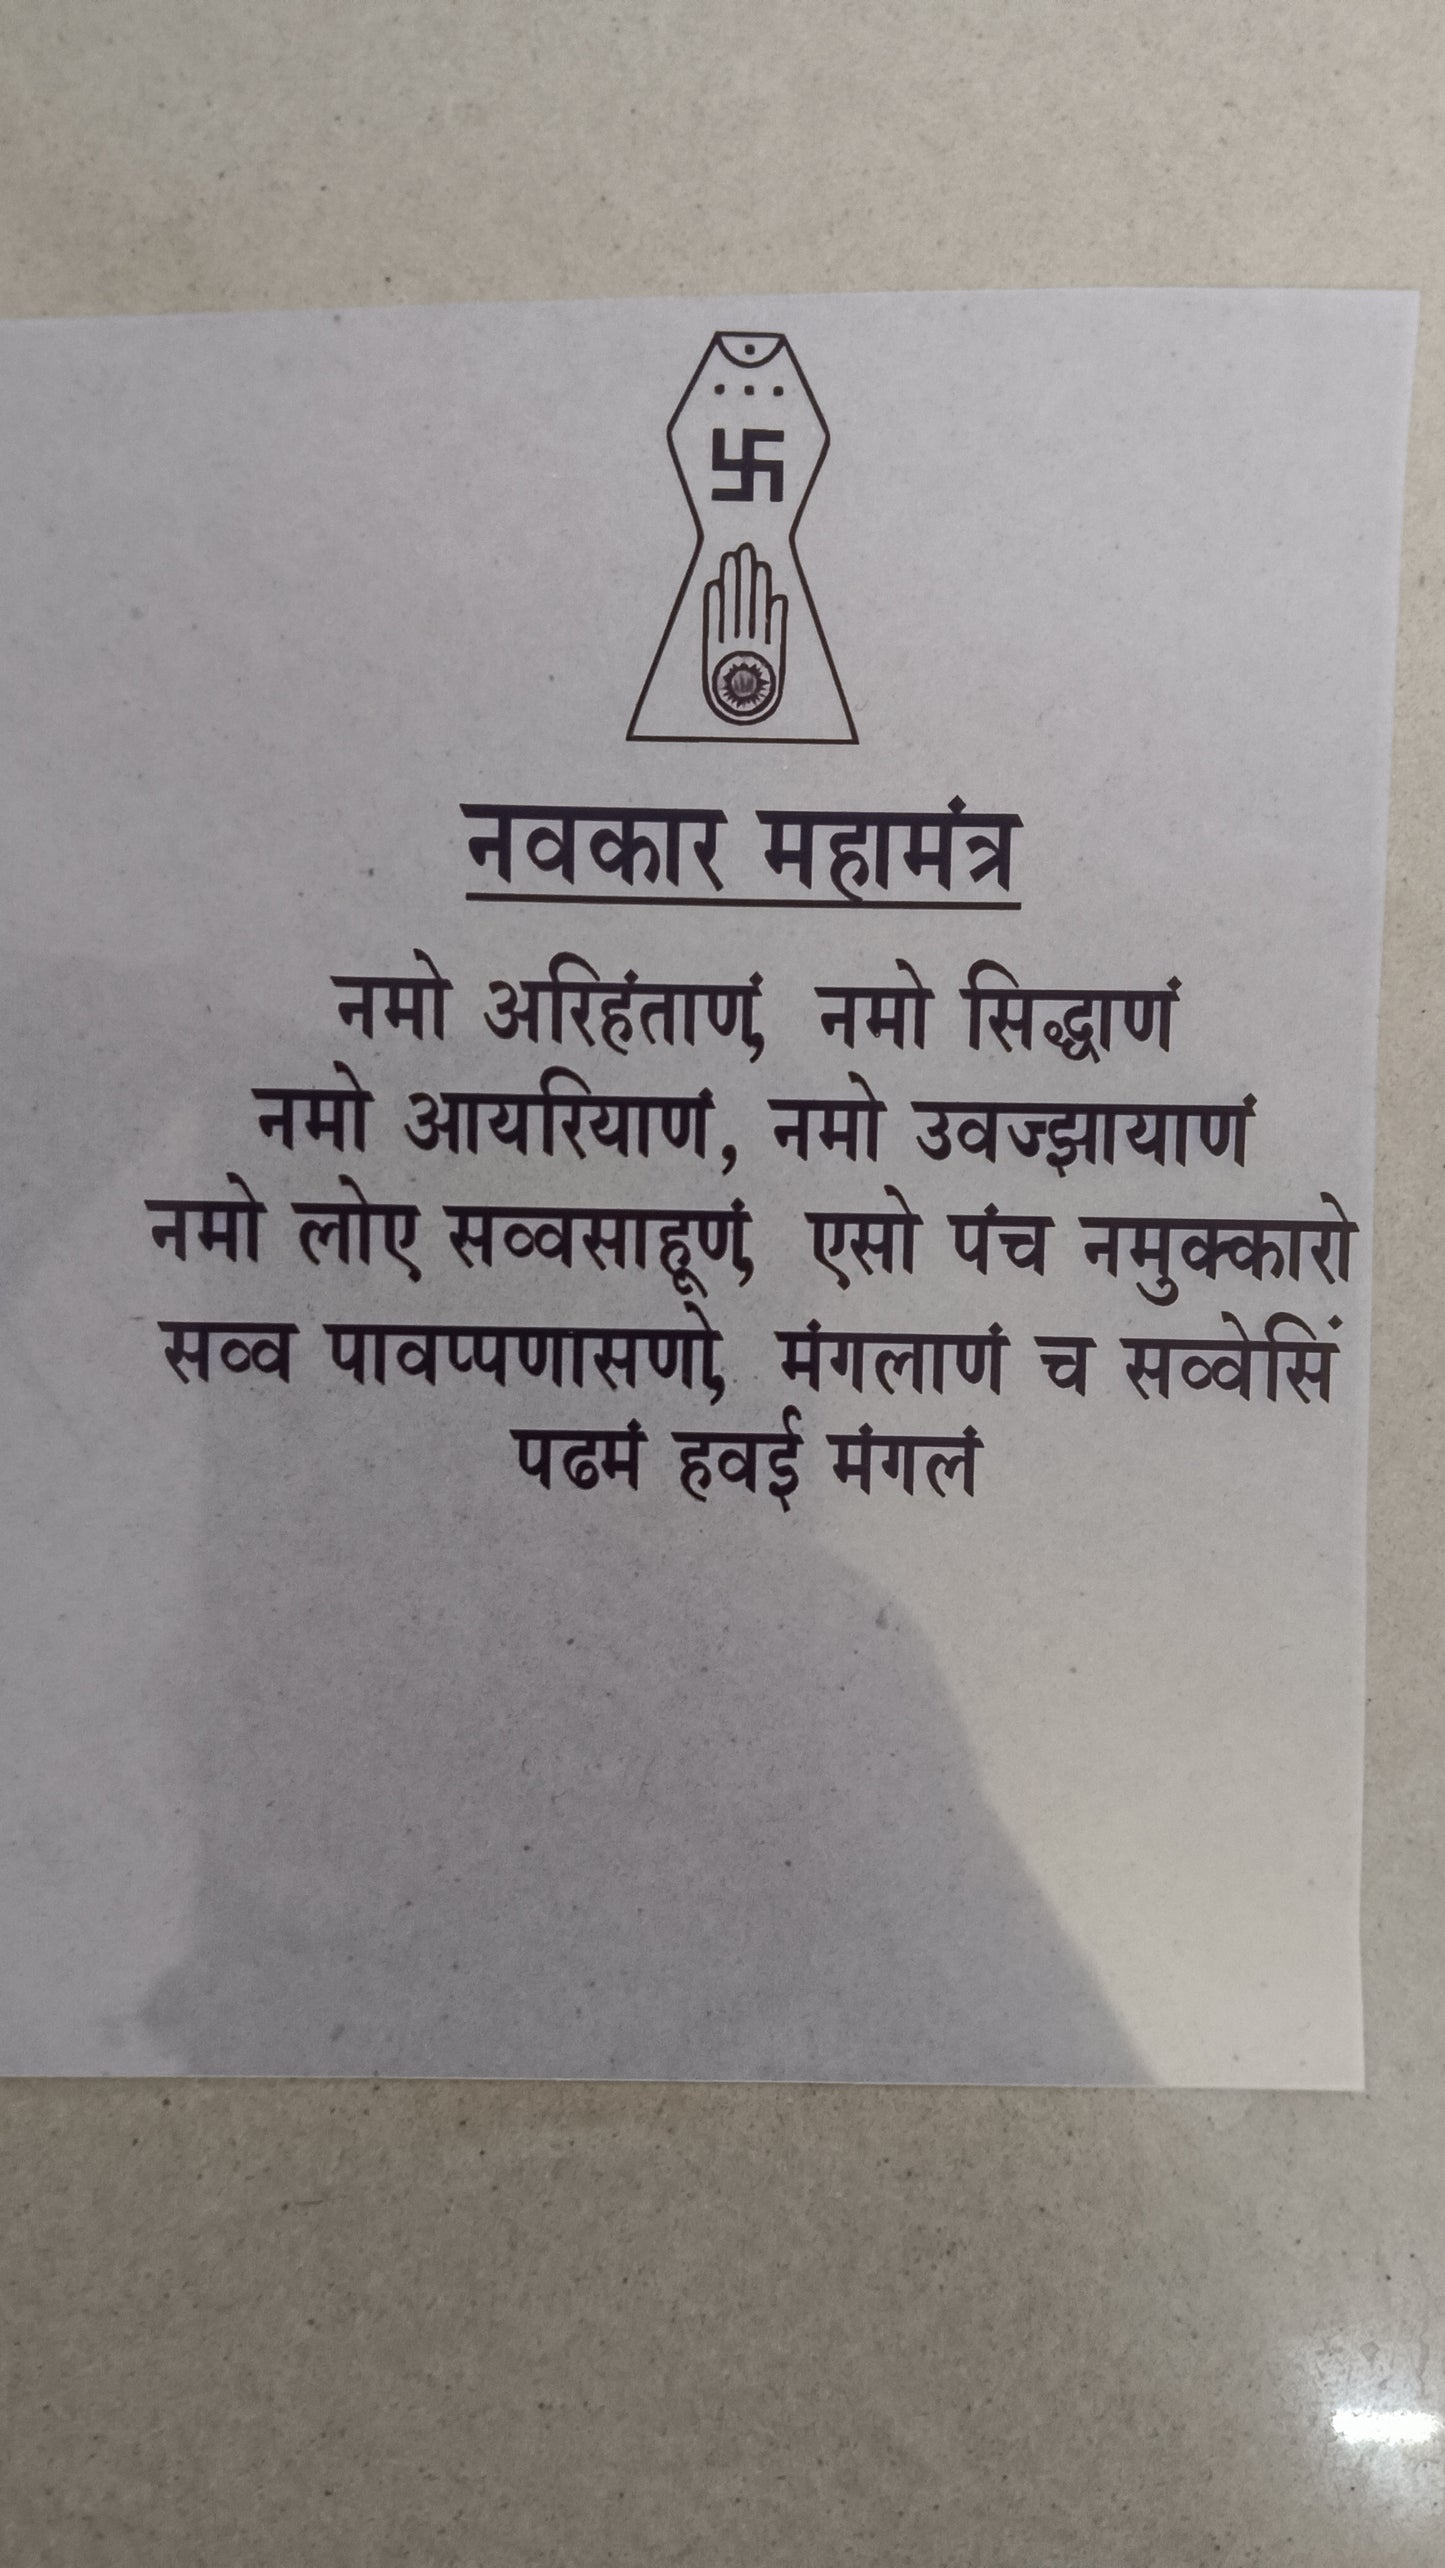 नवकार महामंत्र
नमो अरिहंताणं, नमो सिद्धाणं
नमो आयरियाणं, नमो उवज्झायाणं
नमो लोए सव्वसाहूणं, एसो पंच नमुक्कारो
सव्व पावप्पणासणो, मंगलाणं च सव्वेसिं
पढमं हवई मंगलं